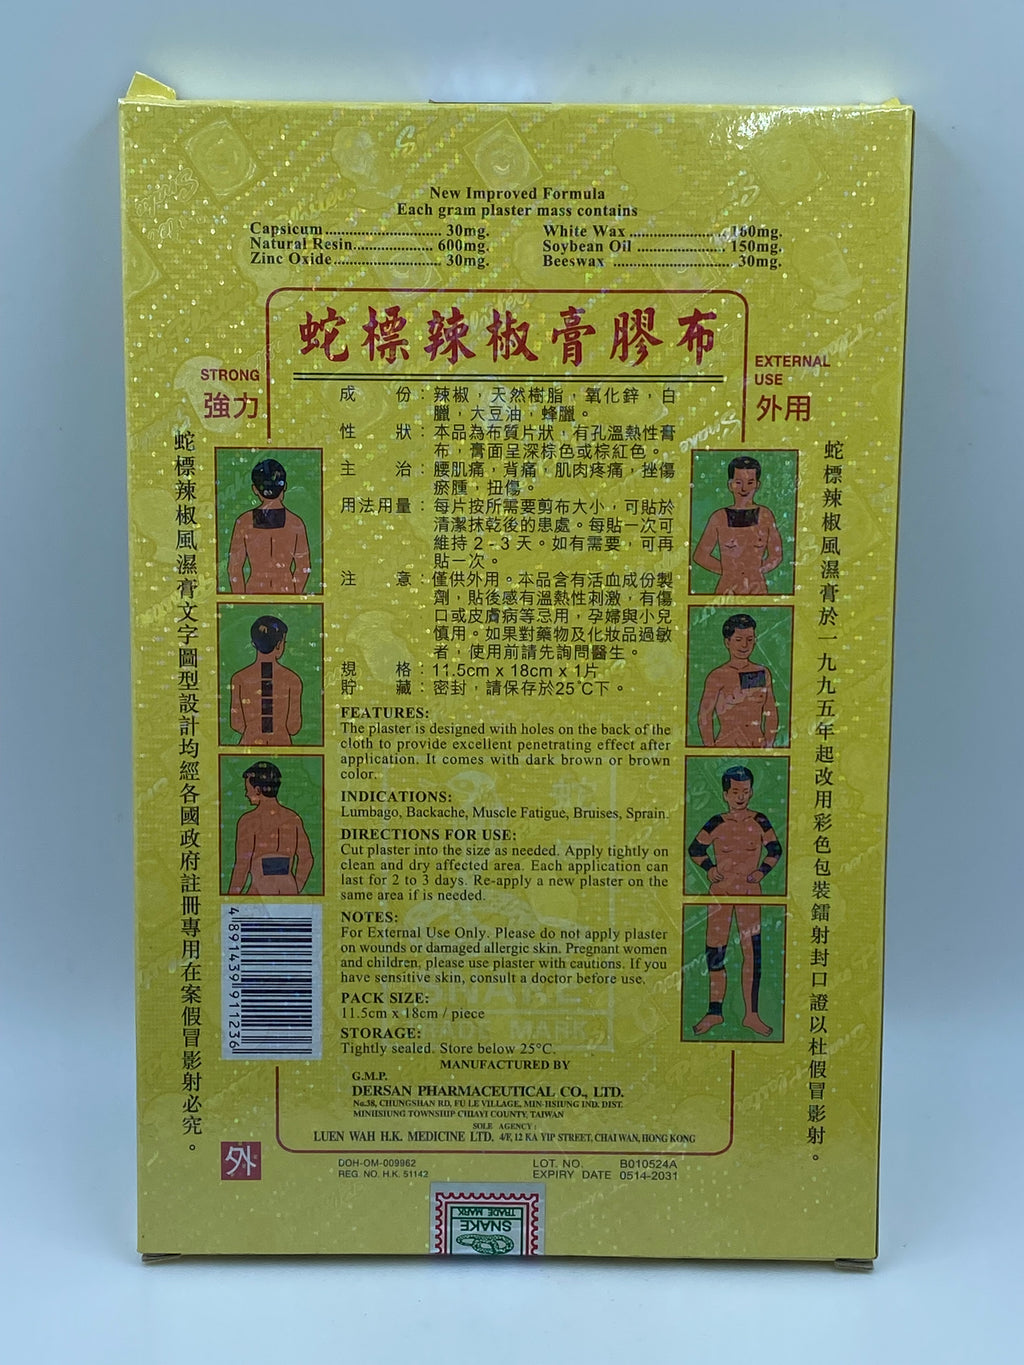 New Improved Formula
Each gram plaster mass contains
Capsicum........................ 30mg.
Natural Resin................. 600mg.
Zinc Oxide....................... 30mg.
White Wax .....................160mg.
Soybean Oil ................... 150mg.
Beeswax ..........................30mg.
蛇標辣椒膏膠布
STRONG
強力
EXTERNAL
USE
外用
成份：辣椒，天然樹脂，氧化鋅，白
臘，大豆油，蜂臘。
性狀：本品為布質片狀，有孔溫熱性膏
布，膏面呈深棕色或棕紅色。
主治：腰肌痛，背痛，肌肉疼痛，挫傷
瘀腫，扭傷。
用法用量：每片按所需要剪布大小，可貼於
清潔抹乾後的患處。每貼一次可
維持 2 - 3 天。如有需要，可再
貼一次。
注意：僅供外用。本品含有活血成份製
劑，貼後感有溫熱性刺激，有傷
口或皮膚病等忌用，孕婦與小兒
慎用。如果對藥物及化妝品過敏
者，使用前請先詢問醫生。
規格：11.5cm x 18cm x 1片
貯藏：密封，請保存於25°C下。
FEATURES:
The plaster is designed with holes on the back of the
cloth to provide excellent penetrating effect after
application. It comes with dark brown or brown
color.
INDICATIONS:
Lumbago, Backache, Muscle Fatigue, Bruises, Sprain.
DIRECTIONS FOR USE:
Cut plaster into the size as needed. Apply tightly on
clean and dry affected area. Each application can
last for 2 to 3 days. Re-apply a new plaster on the
same area if is needed.
NOTES:
For External Use Only. Please do not apply plaster
on wounds or damaged allergic skin. Pregnant women
and children, please use plaster with cautions. If you
have sensitive skin, consult a doctor before use.
PACK SIZE:
11.5cm x 18cm / piece
STORAGE:
Tightly sealed. Store below 25°C.
MANUFACTURED BY
G.M.P.
DERSAN PHARMACEUTICAL CO., LTD.
No.38, CHUNGSHAN RD, FU LE VILLAGE, MIN-HSIUNG IND. DIST.
MINHSIUNG TOWNSHIP CHIAYI COUNTY, TAIWAN
SOLE AGENCY:
LUEN WAH H.K. MEDICINE LTD. 4/F, 12 KA YIP STREET, CHAI WAN, HONG KONG
蛇標辣椒風濕膏文字圖型設計均經各國政府註冊專用在案假冒影射必究。
蛇標辣椒風濕膏於一九九五年起改用彩色包裝鐳射封口證以杜假冒影射。
4891439911236
外
DOH-OM-009962
REG. NO. H.K. 51142
LOT. NO. B010524A
EXPIRY DATE 0514-2031
SNAKE
TRADE MARK